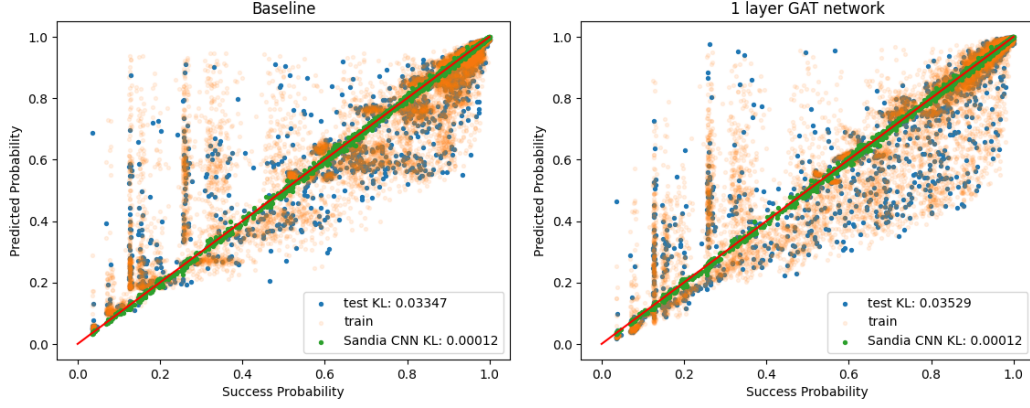 Baseline
1.0
0.8
0.6
0.4
0.2
0.0
Predicted Probability
0.0 0.2 0.4 0.6 0.8 1.0
Success Probability
test KL: 0.03347
train
Sandia CNN KL: 0.00012
1 layer GAT network
1.0
0.8
0.6
0.4
0.2
0.0
Predicted Probability
0.0 0.2 0.4 0.6 0.8 1.0
Success Probability
test KL: 0.03529
train
Sandia CNN KL: 0.00012